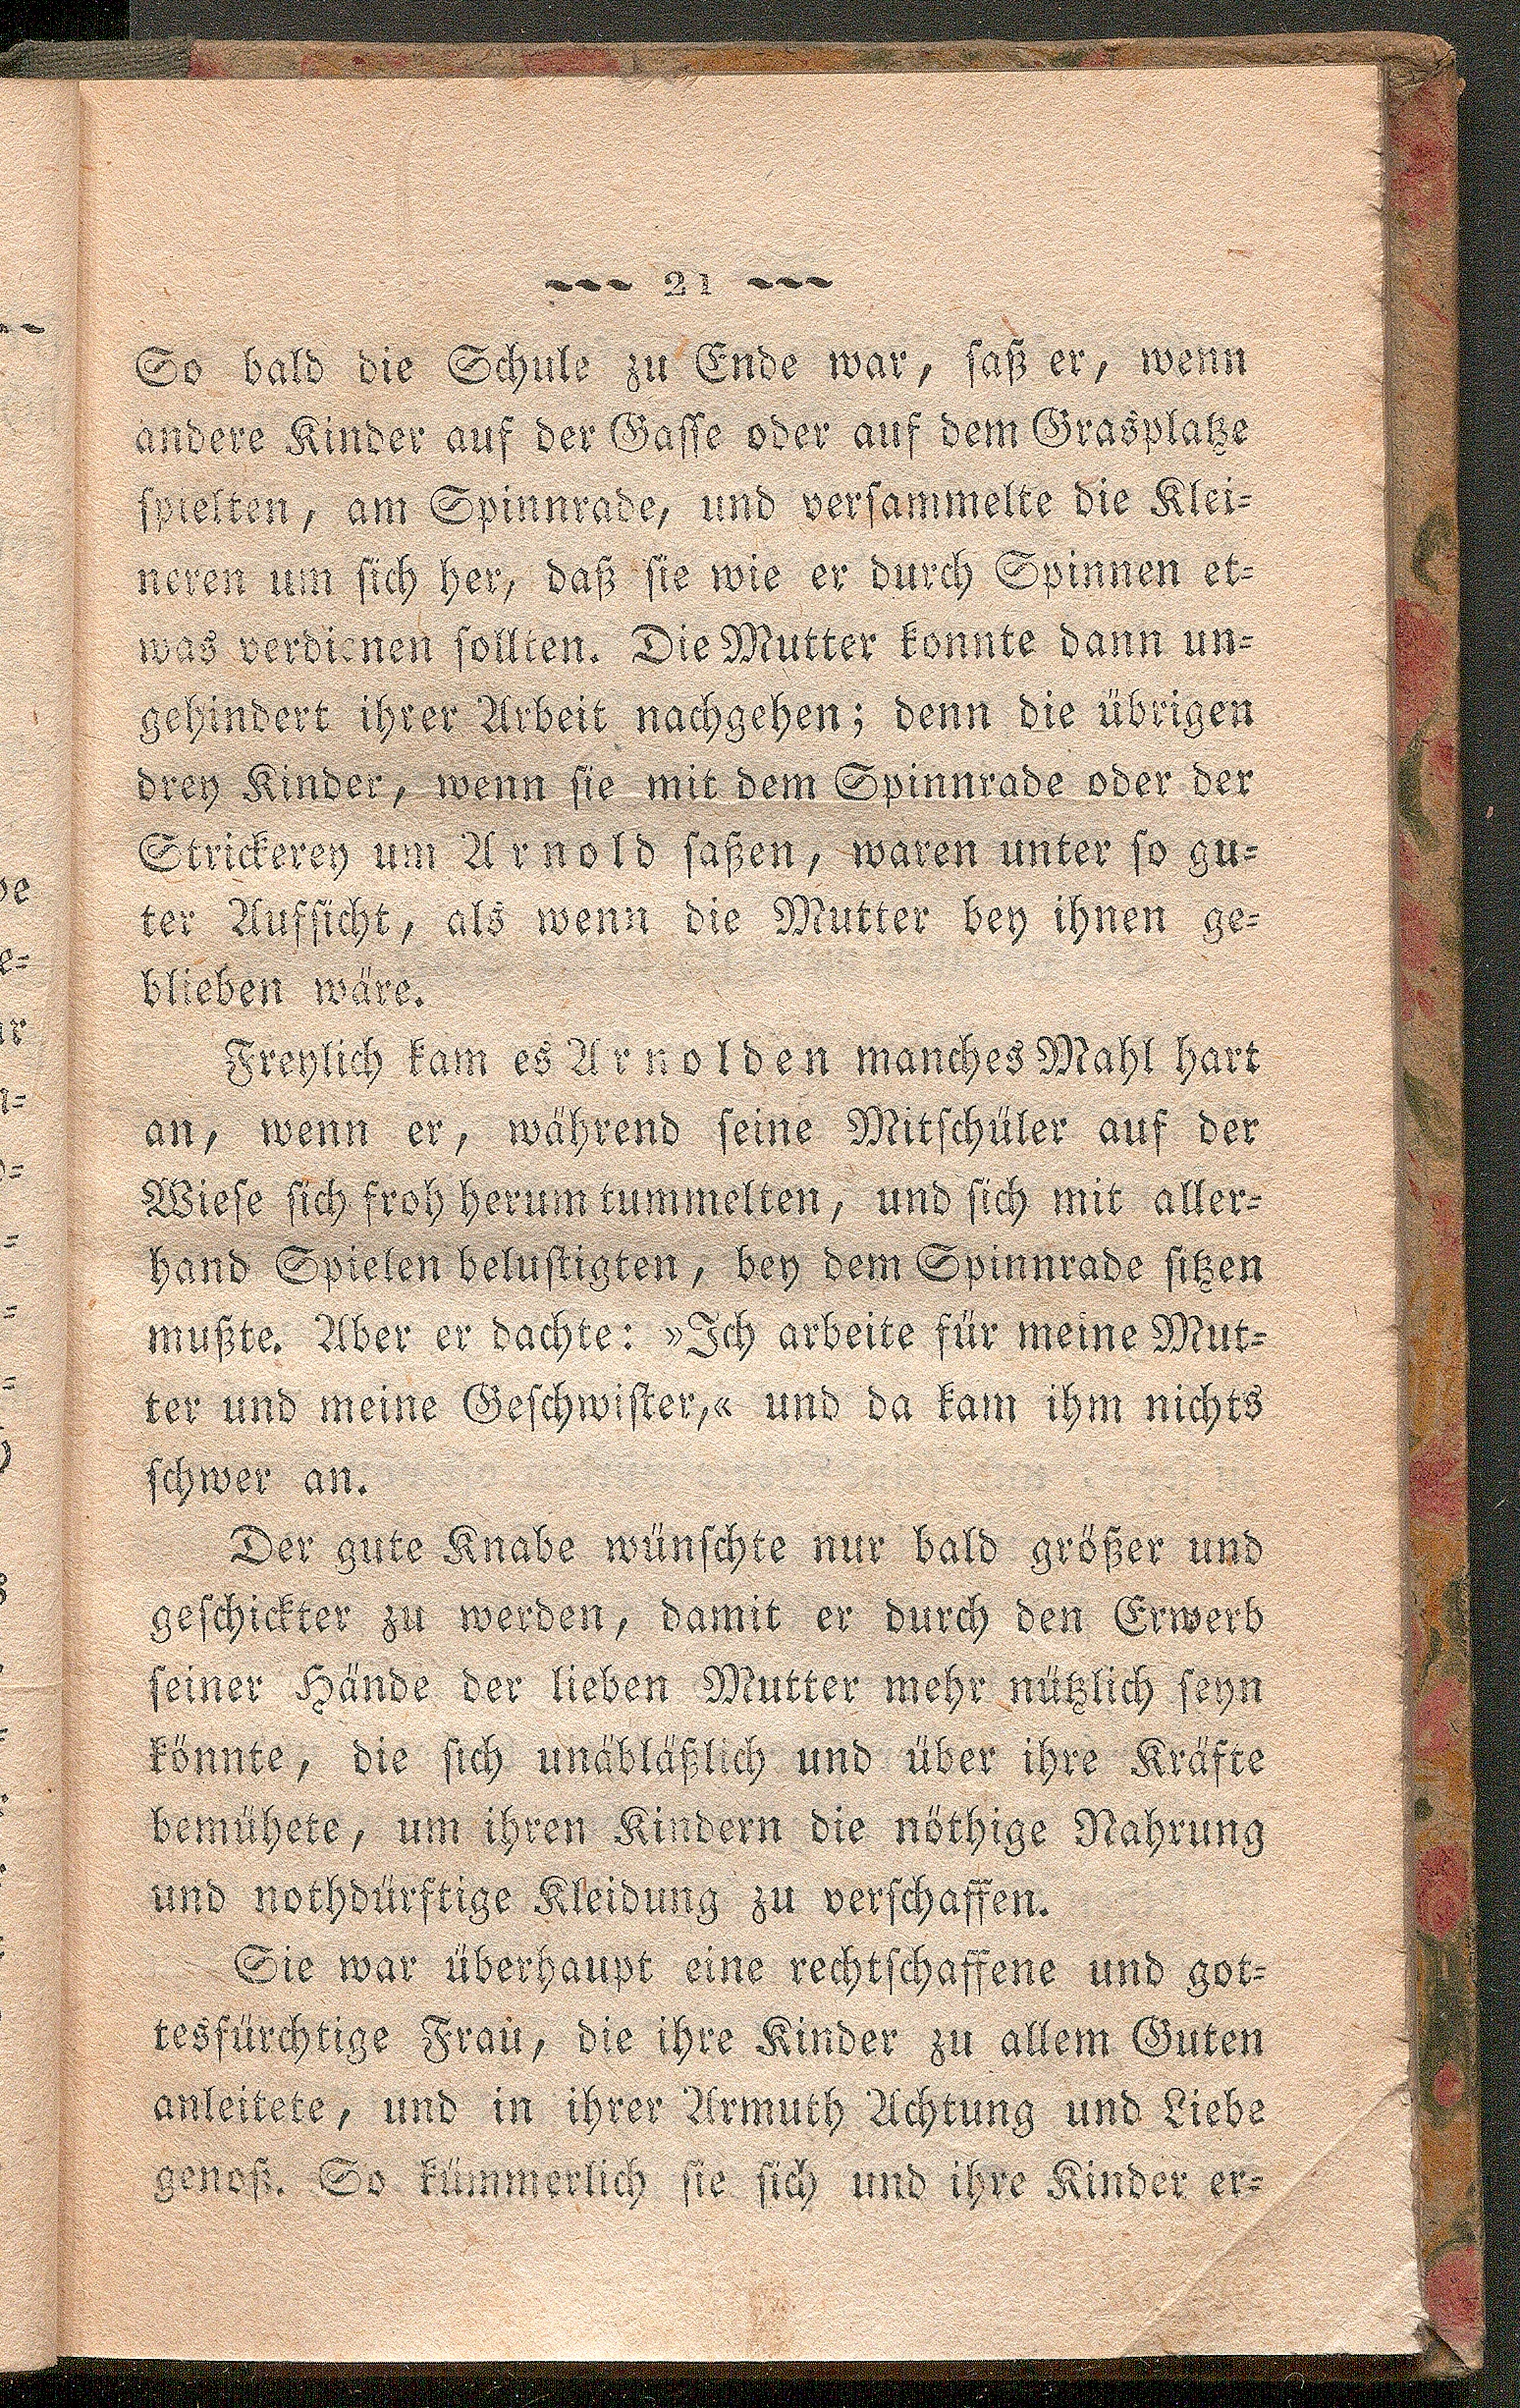 ~~~ 21 ~~~
So bald die Schule zu Ende war, saß er, wenn
andere Kinder auf der Gasse oder auf dem Grasplatze
spielten, am Spinnrade, und versammelte die Klei=
neren um sich her, daß sie wie er durch Spinnen et=
was verdienen sollten. Die Mutter konnte dann un=
gehindert ihrer Arbeit nachgehen; denn die übrigen
drey Kinder, wenn sie mit dem Spinnrade oder der
Strickerey um Arnold saßen, waren unter so gu=
ter Aufsicht, als wenn die Mutter bey ihnen ge=
blieben wäre.
Freylich kam es Arnolden manches Mahl hart
an, wenn er, während seine Mitschüler auf der
Wiese sich froh herum tummelten, und sich mit aller=
hand Spielen belustigten, bey dem Spinnrade sitzen
mußte. Aber er dachte: »Ich arbeite für meine Mut=
ter und meine Geschwister,« und da kam ihm nichts
schwer an.
Der gute Knabe wünschte nur bald größer und
geschickter zu werden, damit er durch den Erwerb
seiner Hände der lieben Mutter mehr nützlich seyn
könnte, die sich unäbläßlich und über ihre Kräfte
bemühete, um ihren Kindern die nöthige Nahrung
und nothdürftige Kleidung zu verschaffen.
Sie war überhaupt eine rechtschaffene und got=
tesfürchtige Frau, die ihre Kinder zu allem Guten
anleitete, und in ihrer Armuth Achtung und Liebe
genoß. So kümmerlich sie sich und ihre Kinder er=